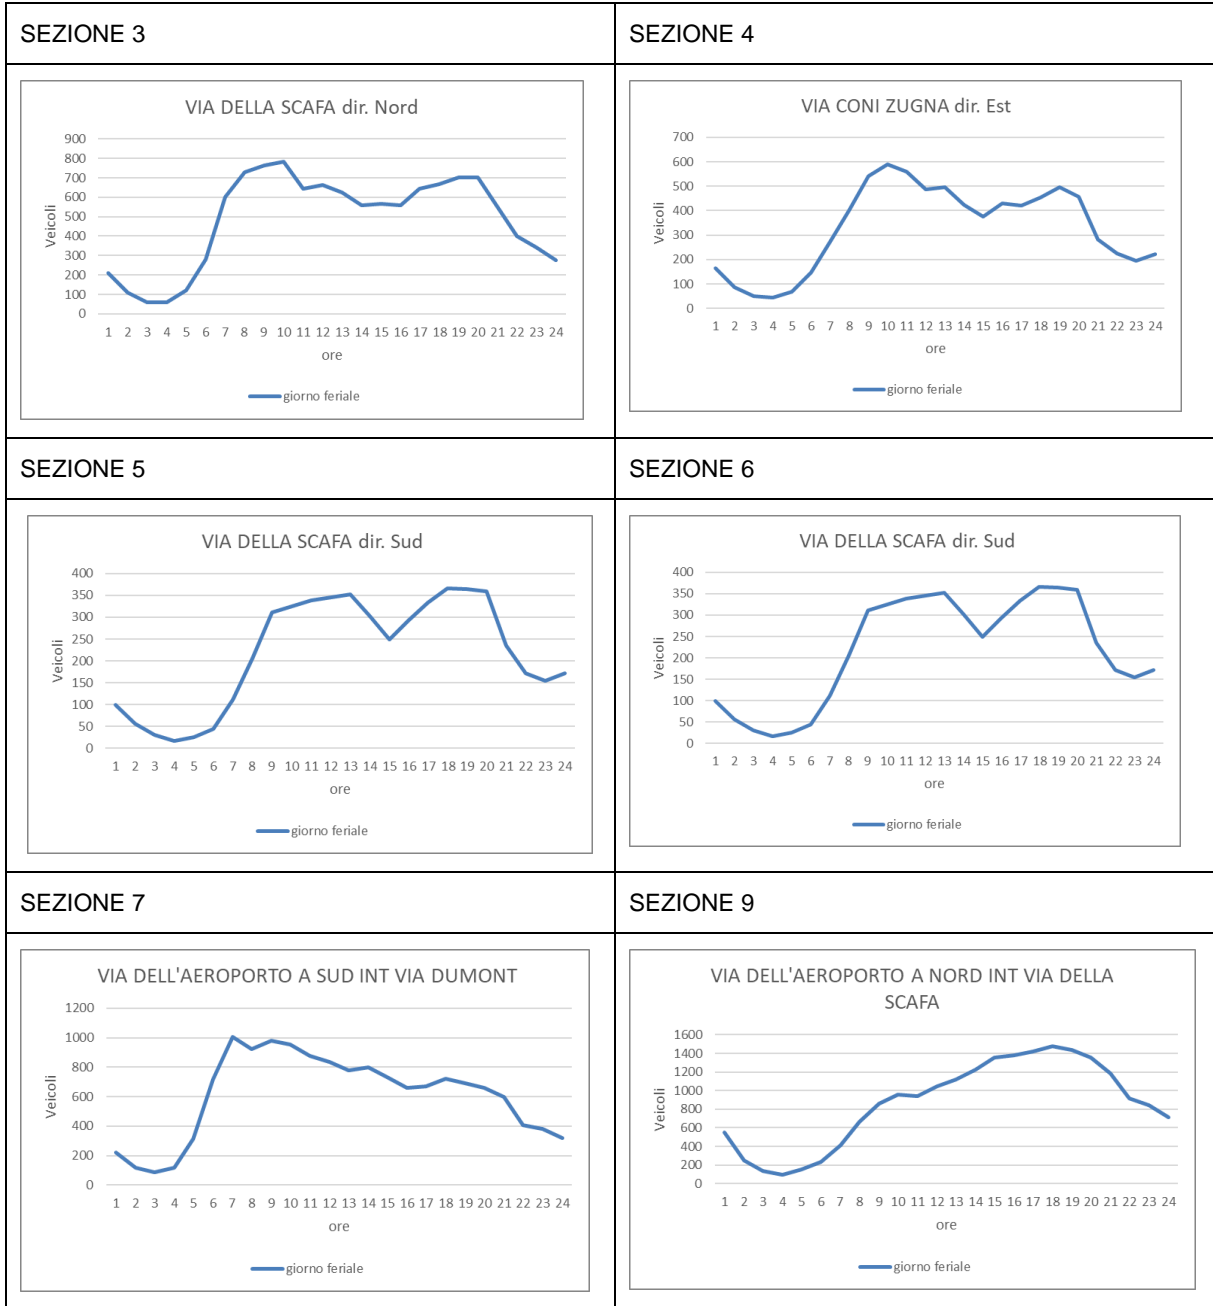 SEZIONE 3
SEZIONE 4
VIA DELLA SCAFA dir. Nord
900
800
700
600
500
400
300
200
100
0
Veicoli
1 2 3 4 5 6 7 8 9 10 11 12 13 14 15 16 17 18 19 20 21 22 23 24
ore
giorno feriale
VIA CONI ZUGNA dir. Est
700
600
500
400
300
200
100
0
Veicoli
1 2 3 4 5 6 7 8 9 10 11 12 13 14 15 16 17 18 19 20 21 22 23 24
ore
giorno feriale
SEZIONE 5
SEZIONE 6
VIA DELLA SCAFA dir. Sud
400
350
300
250
200
150
100
50
0
Veicoli
1 2 3 4 5 6 7 8 9 10 11 12 13 14 15 16 17 18 19 20 21 22 23 24
ore
giorno feriale
VIA DELLA SCAFA dir. Sud
400
350
300
250
200
150
100
50
0
Veicoli
1 2 3 4 5 6 7 8 9 10 11 12 13 14 15 16 17 18 19 20 21 22 23 24
ore
giorno feriale
SEZIONE 7
SEZIONE 9
VIA DELL'AEROPORTO A SUD INT VIA DUMONT
1200
1000
800
600
400
200
0
Veicoli
1 2 3 4 5 6 7 8 9 10 11 12 13 14 15 16 17 18 19 20 21 22 23 24
ore
giorno feriale
VIA DELL'AEROPORTO A NORD INT VIA DELLA
SCAFA
1600
1400
1200
1000
800
600
400
200
0
Veicoli
1 2 3 4 5 6 7 8 9 10 11 12 13 14 15 16 17 18 19 20 21 22 23 24
ore
giorno feriale